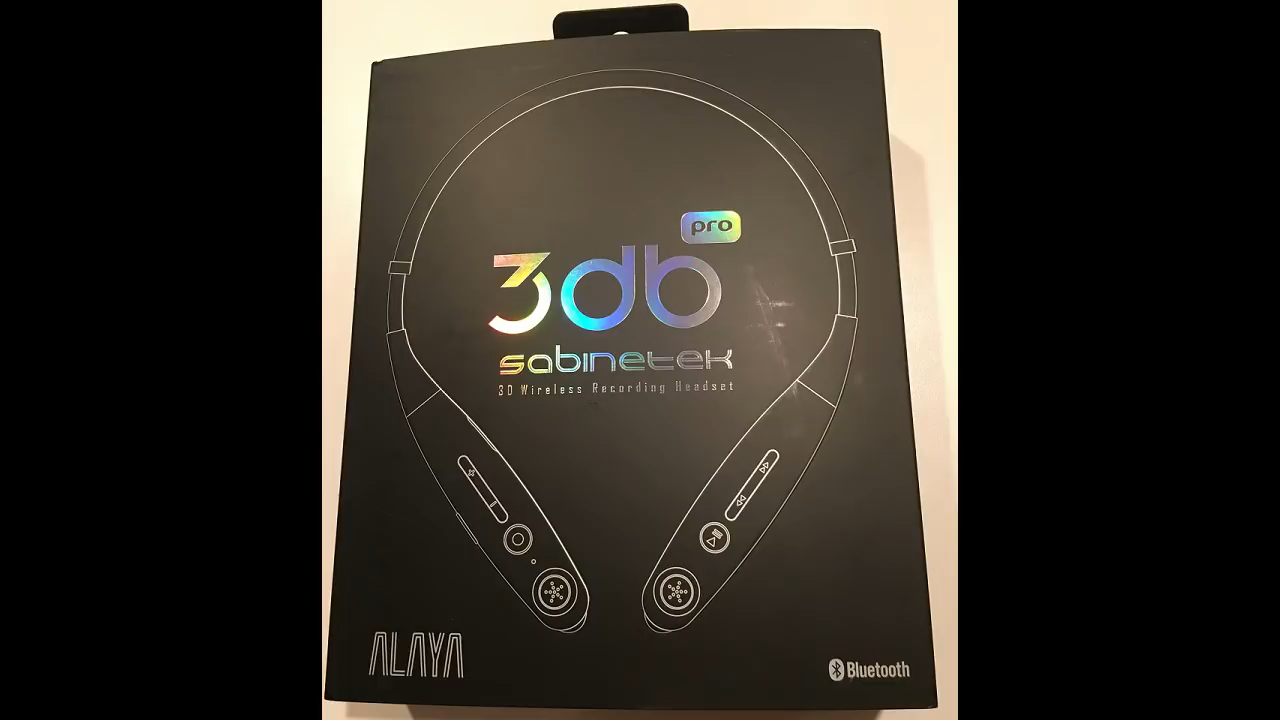 pro
3db
sabinetek
3D Wireless Recording Headset
ALAYA
Bluetooth